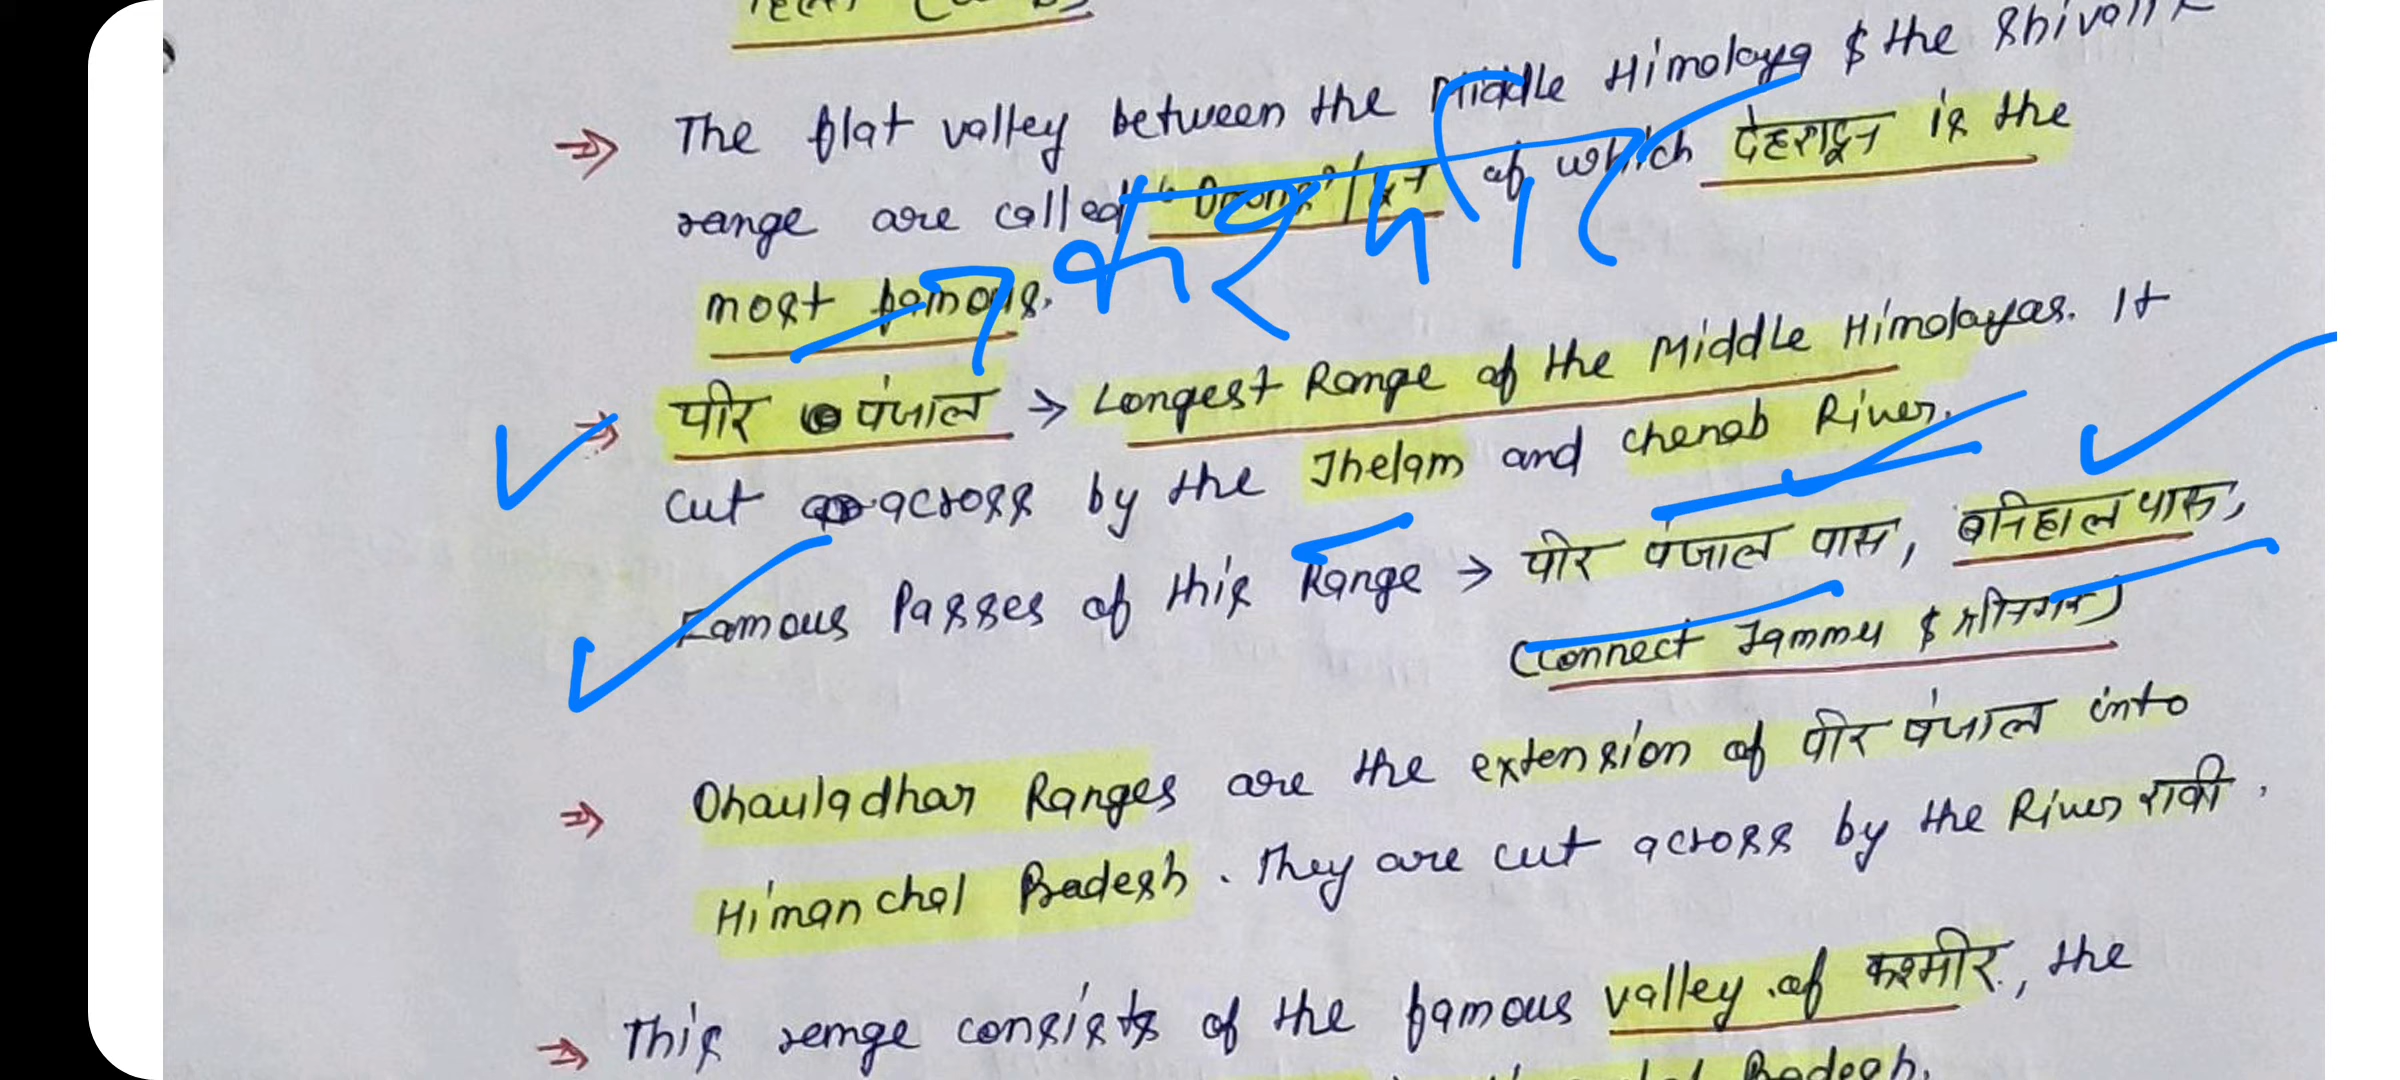 The flat valley between the Middle Himalaya & the Shivalik
range are called 'Doons'/दून of which देहरादून is the
most famous.
कश्मीर
पीर पंजाल → Longest Range of the Middle Himalayas. It
cut across by the Jhelam and Chenab River.
Famous Passes of this Range → पीर पंजाल पास, बनिहाल पास,
(Connect Jammu & श्रीनगर)
Dhauladhar Ranges are the extension of पीर पंजाल into
Himanchal Pradesh. They are cut across by the River रावी.
This range consists of the famous valley of कश्मीर, the
Pradesh.